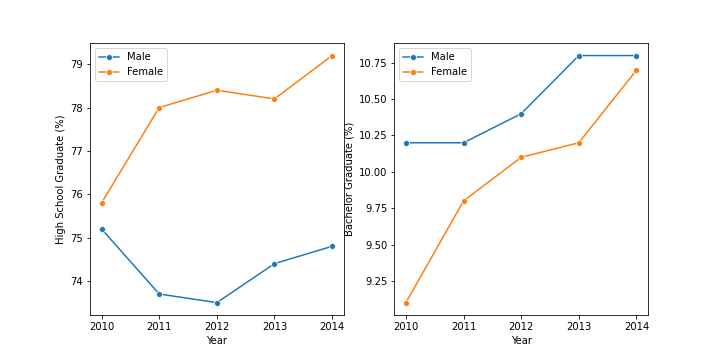 Male
Female
High School Graduate (%)
79
78
77
76
75
74
2010 2011 2012 2013 2014
Year
Male
Female
Bachelor Graduate (%)
10.75
10.50
10.25
10.00
9.75
9.50
9.25
2010 2011 2012 2013 2014
Year